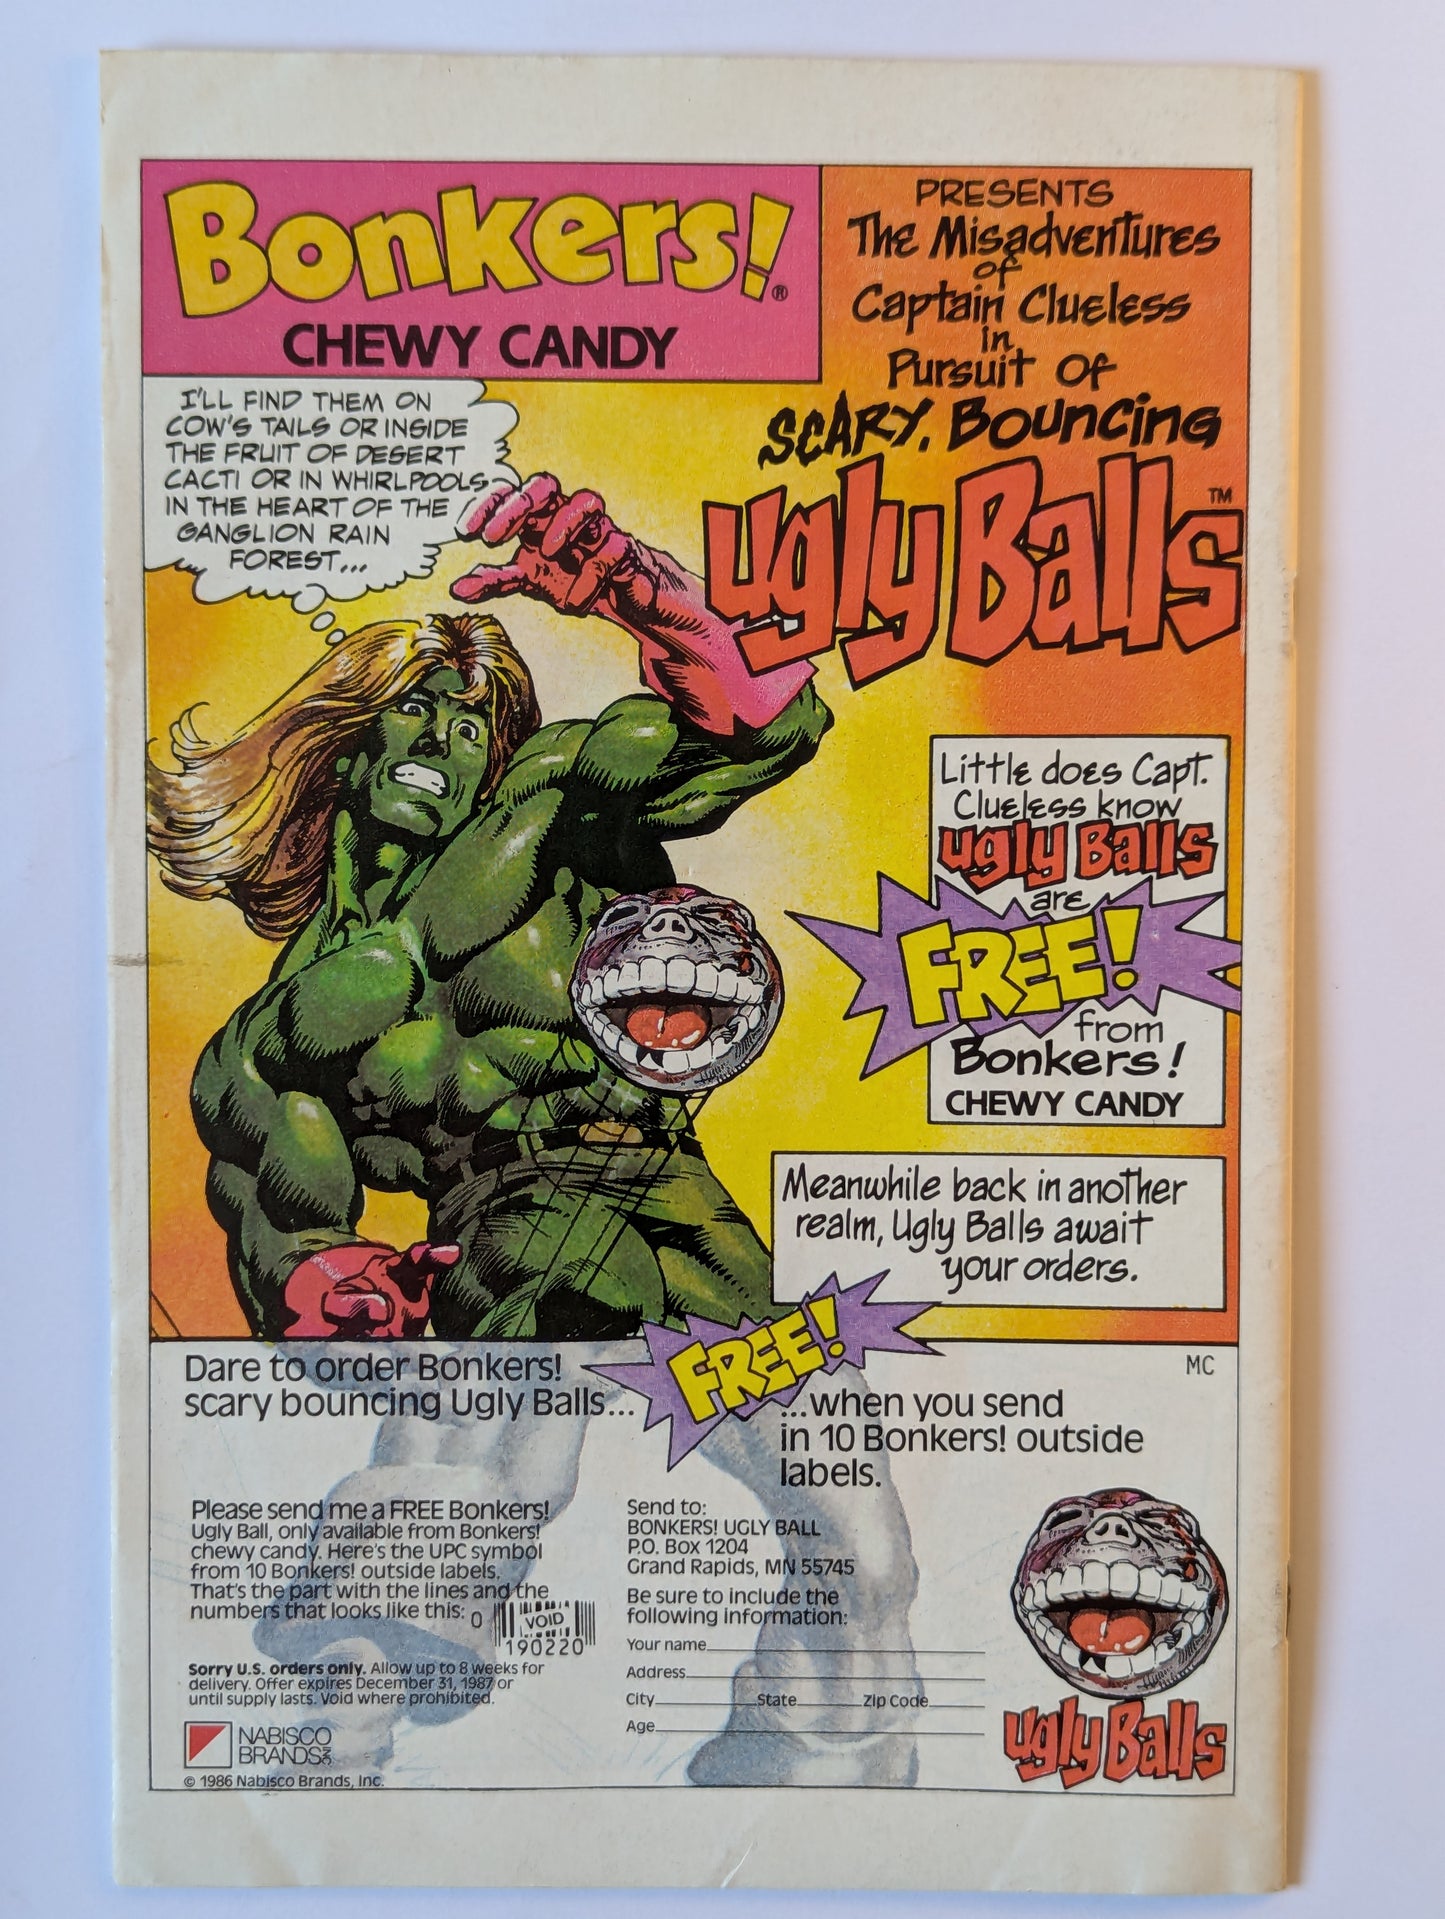 Bonkers!®
CHEWY CANDY
PRESENTS
The Misadventures
of
Captain Clueless
in
Pursuit Of
SCARY, Bouncing
Ugly Balls™
I'LL FIND THEM ON
COW'S TAILS OR INSIDE
THE FRUIT OF DESERT
CACTI OR IN WHIRLPOOLS
IN THE HEART OF THE
GANGLION RAIN
FOREST...
Little does Capt.
Clueless know
Ugly Balls
are
FREE!
from
Bonkers!
CHEWY CANDY
Meanwhile back in another
realm, Ugly Balls await
your orders.
MC
Dare to order Bonkers!
scary bouncing Ugly Balls...
FREE!
...when you send
in 10 Bonkers! outside
labels.
Please send me a FREE Bonkers!
Ugly Ball, only available from Bonkers!
chewy candy. Here's the UPC symbol
from 10 Bonkers! outside labels.
That's the part with the lines and the
numbers that looks like this:
0
VOID
190220
Sorry U.S. orders only. Allow up to 8 weeks for
delivery. Offer expires December 31, 1987 or
until supply lasts. Void where prohibited.
NABISCO
BRANDS INC
© 1986 Nabisco Brands, Inc.
Send to:
BONKERS! UGLY BALL
P.O. Box 1204
Grand Rapids, MN 55745
Be sure to include the
following information:
Your name
Address
City State Zip Code
Age
Ugly Balls